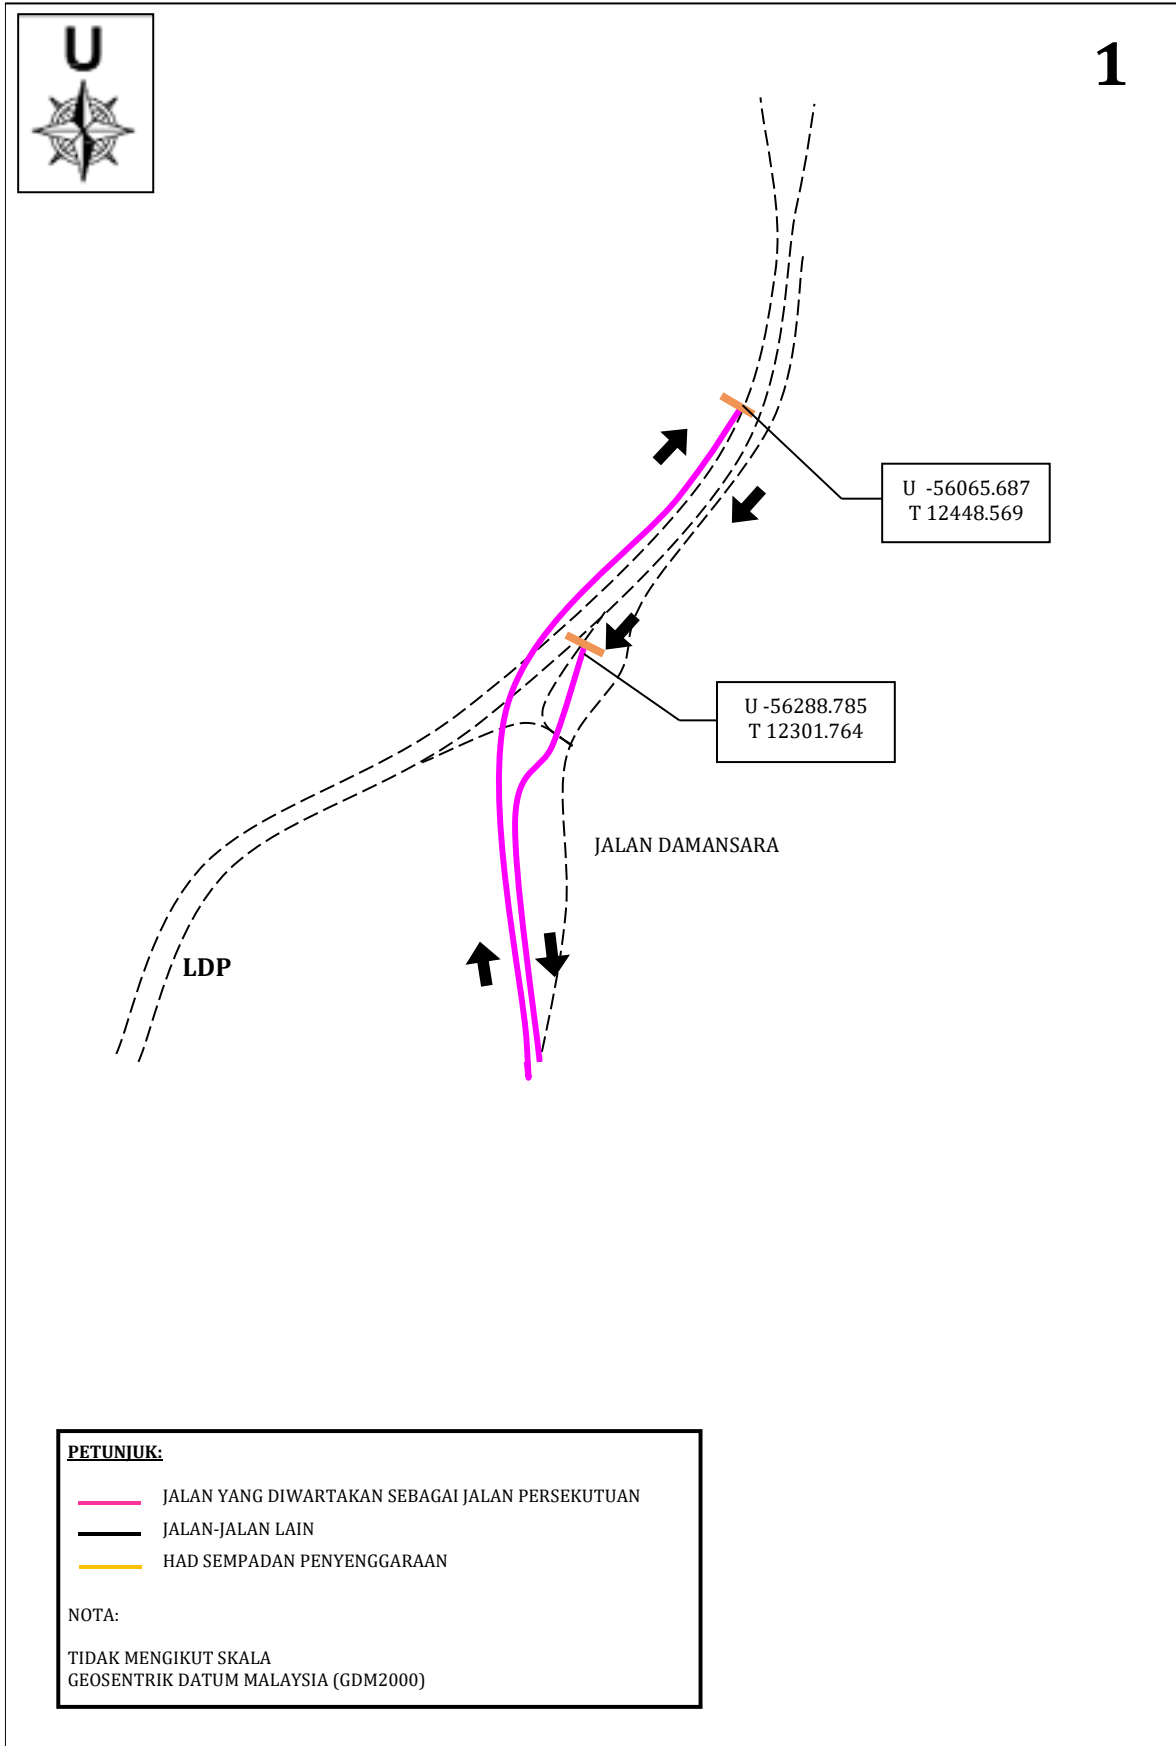 U
1
U -56065.687
T 12448.569
U -56288.785
T 12301.764
JALAN DAMANSARA
LDP
PETUNJUK:
JALAN YANG DIWARTAKAN SEBAGAI JALAN PERSEKUTUAN
JALAN-JALAN LAIN
HAD SEMPADAN PENYENGGARAAN
NOTA:
TIDAK MENGIKUT SKALA
GEOSENTRIK DATUM MALAYSIA (GDM2000)